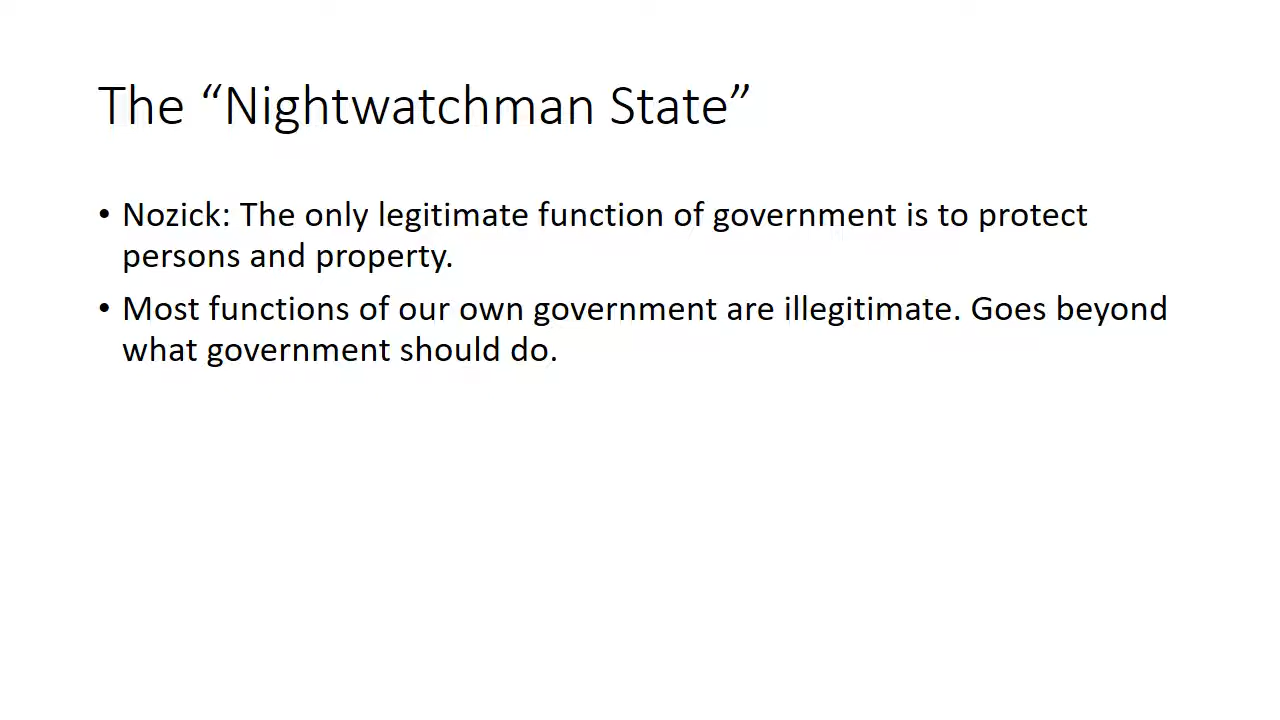 The “Nightwatchman State”
• Nozick: The only legitimate function of government is to protect
persons and property.
• Most functions of our own government are illegitimate. Goes beyond
what government should do.